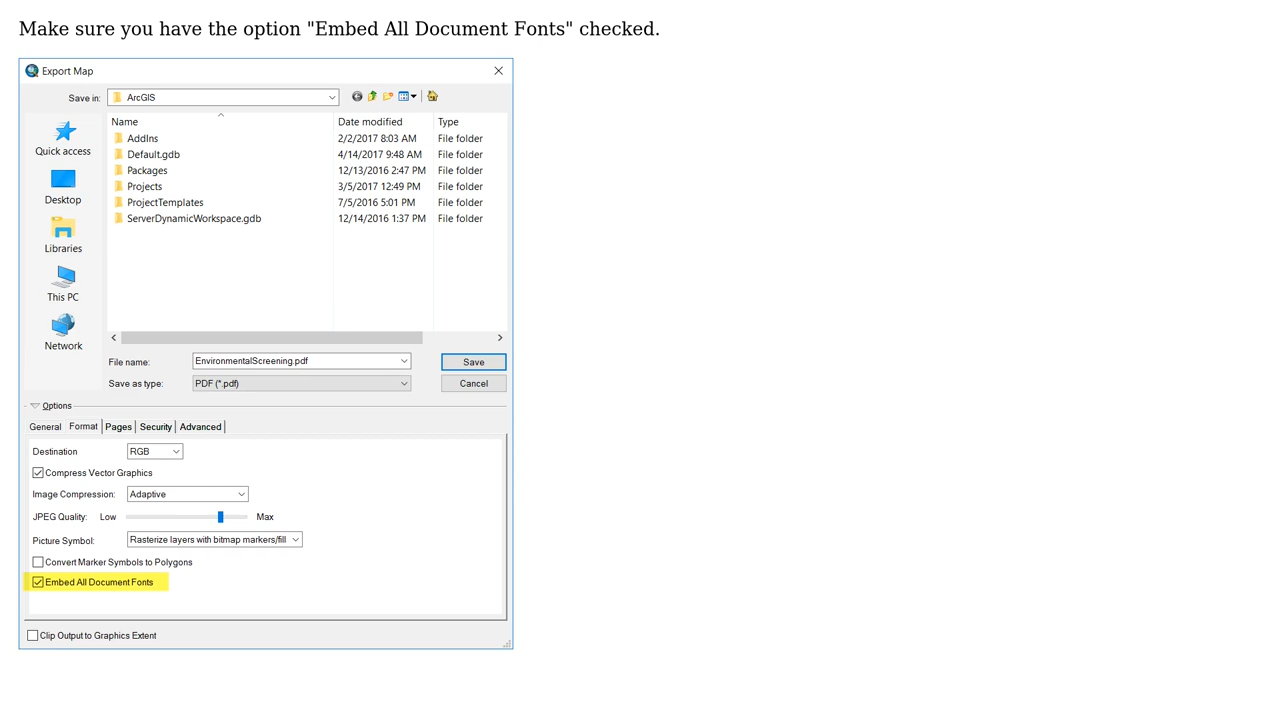 Make sure you have the option "Embed All Document Fonts" checked.
Export Map
Save in: ArcGIS
Name Date modified Type
AddIns 2/2/2017 8:03 AM File folder
Default.gdb 4/14/2017 9:48 AM File folder
Packages 12/13/2016 2:47 PM File folder
Projects 3/5/2017 12:49 PM File folder
ProjectTemplates 7/5/2016 5:01 PM File folder
ServerDynamicWorkspace.gdb 12/14/2016 1:37 PM File folder
Quick access
Desktop
Libraries
This PC
Network
File name: EnvironmentalScreening.pdf Save
Save as type: PDF (*.pdf) Cancel
Options
General Format Pages Security Advanced
Destination RGB
Compress Vector Graphics
Image Compression: Adaptive
JPEG Quality: Low Max
Picture Symbol: Rasterize layers with bitmap markers/fill
Convert Marker Symbols to Polygons
Embed All Document Fonts
Clip Output to Graphics Extent